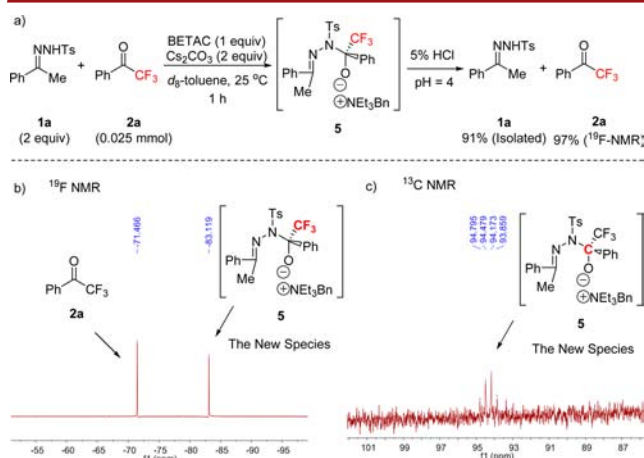 a)
NNHTs
Ph Me
1a
(2 equiv)
+
O
Ph CF3
2a
(0.025 mmol)
BETAC (1 equiv)
Cs2CO3 (2 equiv)
d8-toluene, 25 oC
1 h
Ts
N N CF3
Ph Ph
Me O
⊖
⊕NEt3Bn
5
5% HCl
pH = 4
NNHTs
Ph Me
1a
91% (Isolated)
+
O
Ph CF3
2a
97% (19F-NMR)
b) 19F NMR
-71.466
-83.119
O
Ph CF3
2a
Ts
N N CF3
Ph Ph
Me O
⊖
⊕NEt3Bn
5
The New Species
-55 -60 -65 -70 -75 -80 -85 -90 -95
f1 (ppm)
c) 13C NMR
94.795
94.479
94.173
93.859
Ts
N N CF3
C Ph
Ph O
Me ⊖
⊕NEt3Bn
5
The New Species
101 99 97 95 93 91 89 87
f1 (ppm)